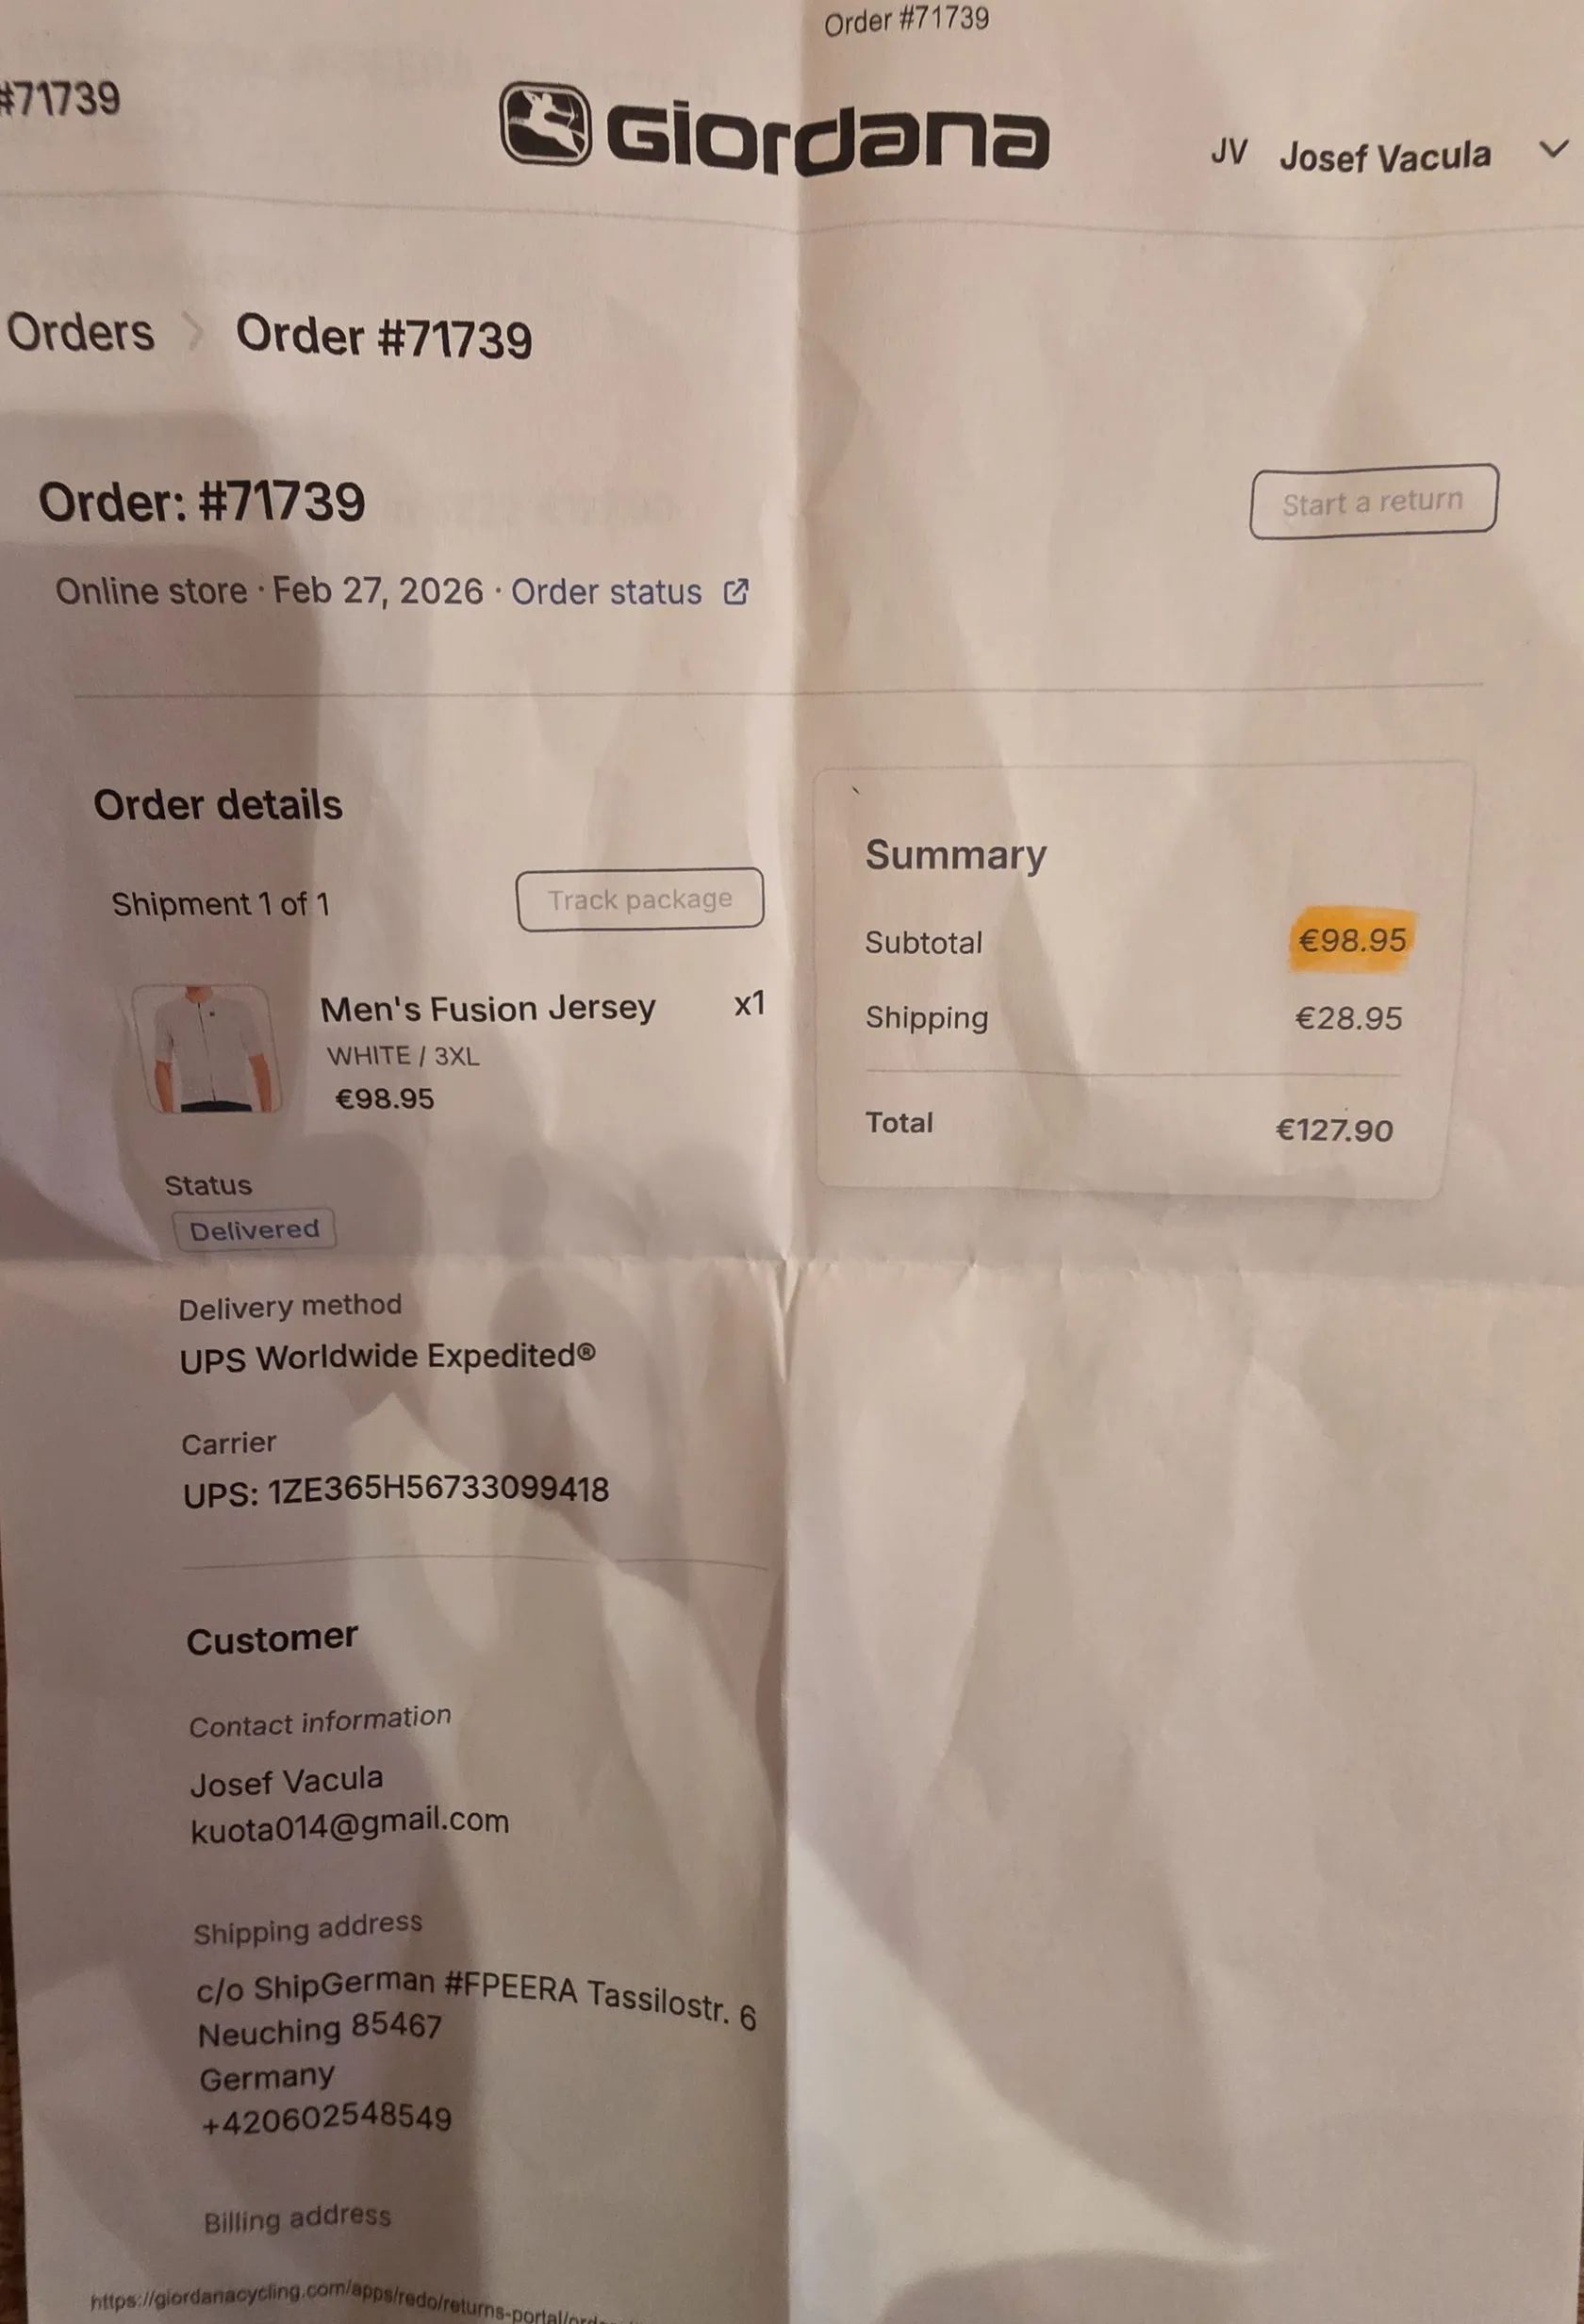 Order #71739
#71739
Giordana
JV Josef Vacula
Orders > Order #71739
Order: #71739
Start a return
Online store · Feb 27, 2026 · Order status
Order details
Shipment 1 of 1
Track package
Men's Fusion Jersey x1
WHITE / 3XL
€98.95
Status
Delivered
Delivery method
UPS Worldwide Expedited®
Carrier
UPS: 1ZE365H56733099418
Summary
Subtotal €98.95
Shipping €28.95
Total €127.90
Customer
Contact information
Josef Vacula
kuota014@gmail.com
Shipping address
c/o ShipGerman #FPEERA Tassilostr. 6
Neuching 85467
Germany
+420602548549
Billing address
https://giordanacycling.com/apps/redo/returns-portal/